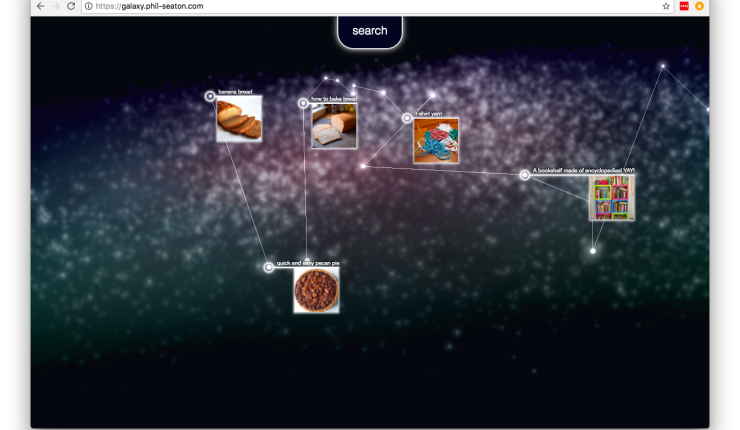 https://galaxy.phil-seaton.com
search
banana bread
how to bake bread
t-shirt yarn
A bookshelf made of encyclopedias! YAY!
quick and easy pecan pie